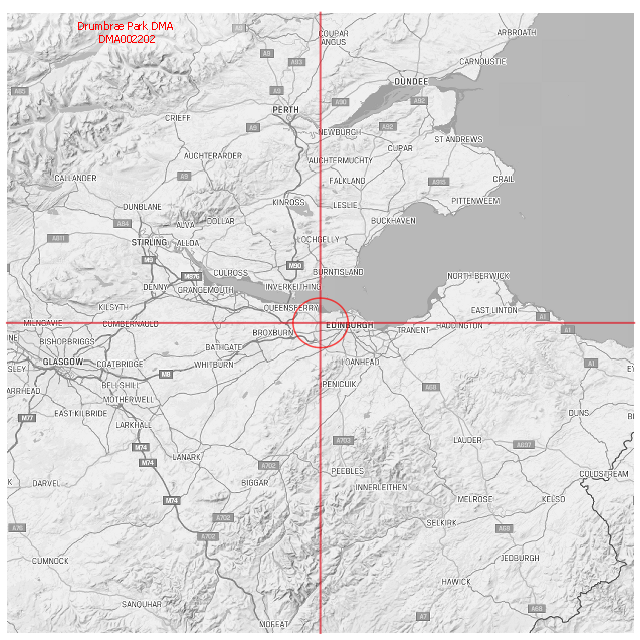 Drumbrae Park DMA
DMA002202
COUPAR
ANGUS
ARBROATH
A9
A93
CARNOUSTIE
DUNDEE
A85
A9
A90
A92
PERTH
CRIEFF
A9
NEWBURGH
A92
ST ANDREWS
CUPAR
AUCHTERARDER
AUCHTERMUCHTY
CALLANDER
A9
FALKLAND
A915
CRAIL
PITTENWEEM
KINROSS
LESLIE
DUNBLANE
A84
ALVA
DOLLAR
BUCKHAVEN
A811
STIRLING
ALLOA
LOCHGELLY
M9
M90
CULROSS
BURNTISLAND
M876
NORTH BERWICK
DENNY
GRANGEMOUTH
INVERKEITHING
KILSYTH
QUEENSFERRY
EAST LINTON
A1
MILNGAVIE
CUMBERNAULD
EDINBURGH
HADDINGTON
TRANENT
A1
BROXBURN
BISHOPBRIGGS
BATHGATE
GLASGOW
COATBRIDGE
WHITBURN
LOANHEAD
A1
M8
BELLSHILL
PENICUIK
A68
MOTHERWELL
EAST KILBRIDE
M77
LARKHALL
DUNS
M74
A703
LAUDER
A697
LANARK
M74
A702
PEEBLES
COLDSTREAM
DARVEL
BIGGAR
INNERLEITHEN
M74
MELROSE
KELSO
A702
SELKIRK
A76
A68
A702
CUMNOCK
JEDBURGH
HAWICK
SANQUHAR
A68
A7
MOFFAT